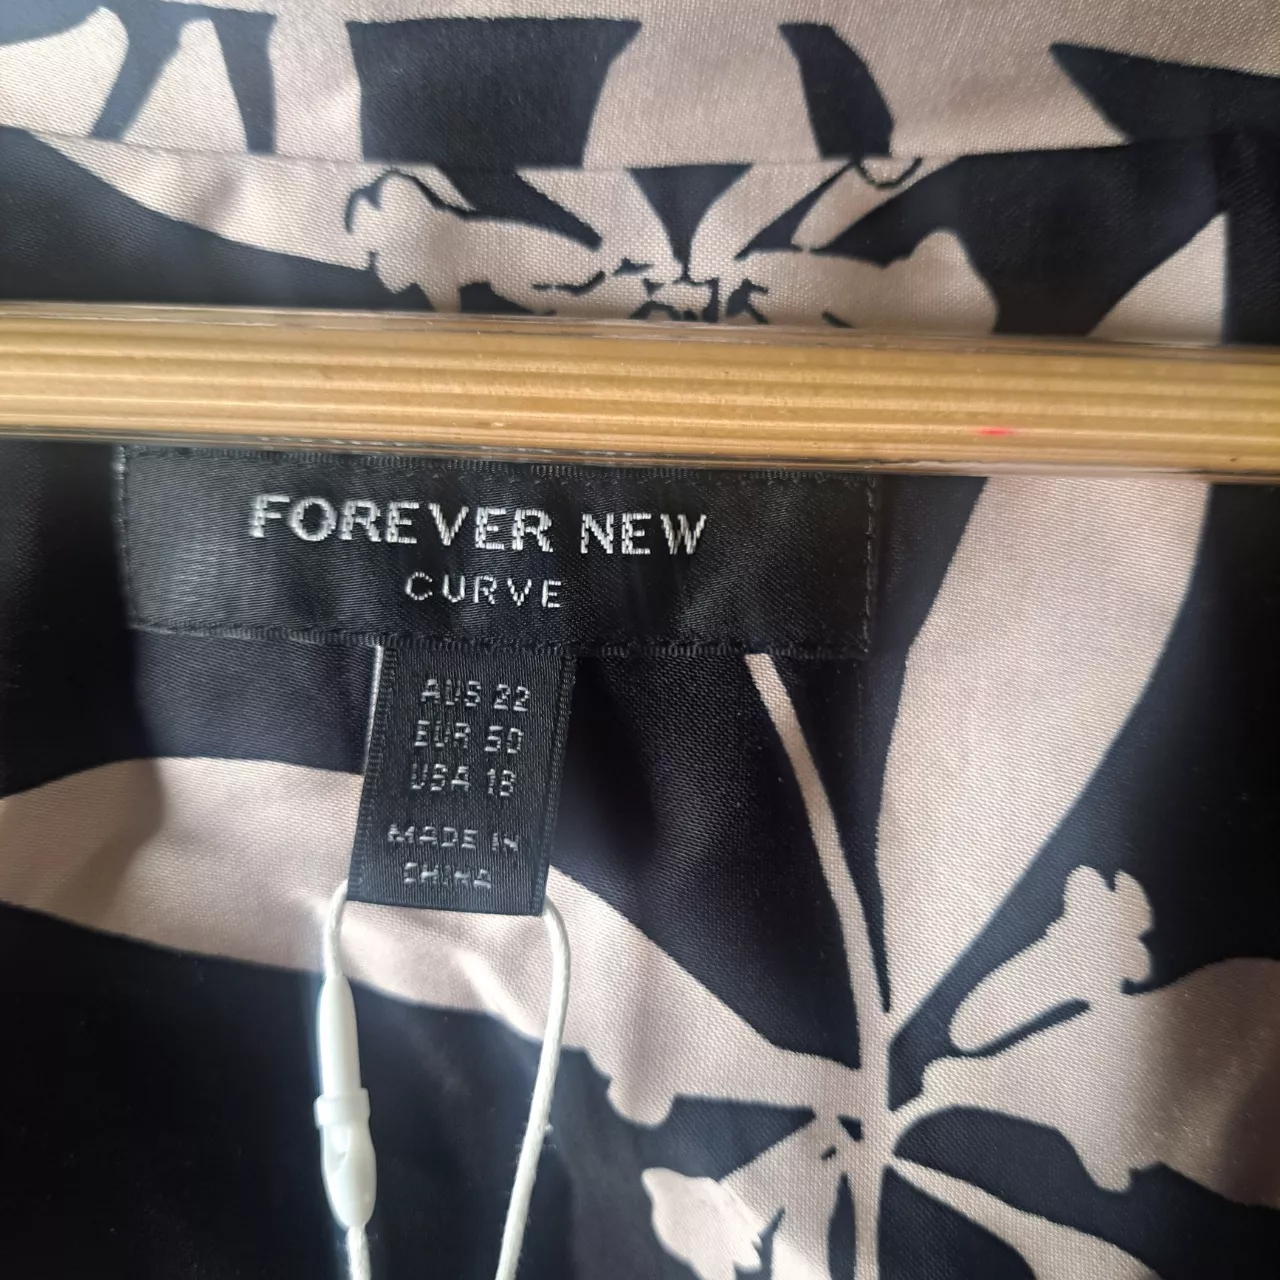 FOREVER NEW
CURVE
AUS 22
EUR 50
USA 18
MADE IN
CHINA